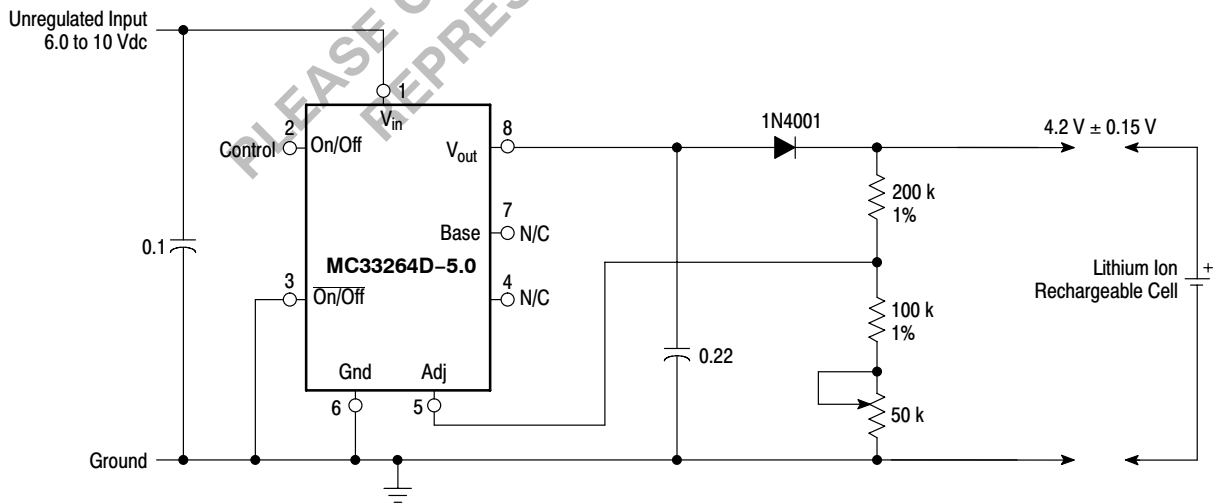 PLEASE
REPRES
Unregulated Input
6.0 to 10 Vdc
1
Vin
2
Control
On/Off
Vout
8
1N4001
4.2 V ± 0.15 V
200 k
1%
7
Base
N/C
0.1
MC33264D–5.0
3
On/Off
4
N/C
Lithium Ion
Rechargeable Cell
+
100 k
1%
0.22
Gnd
Adj
6
5
50 k
Ground